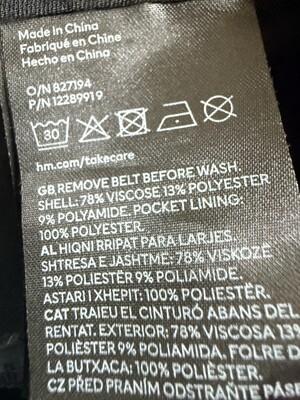 Made in China
Fabriqué en Chine
Hecho en China
O/N 827194
P/N 12289919
30
hm.com/takecare
GB REMOVE BELT BEFORE WASH.
SHELL: 78% VISCOSE 13% POLYESTER
9% POLYAMIDE. POCKET LINING:
100% POLYESTER.
AL HIQNI RRIPAT PARA LARJES.
SHTRESA E JASHTME: 78% VISKOZË
13% POLIESTËR 9% POLIAMIDE.
ASTARI I XHEPIT: 100% POLIESTËR.
CAT TRAIEU EL CINTURÓ ABANS DEL
RENTAT. EXTERIOR: 78% VISCOSA 13%
POLIÈSTER 9% POLIAMIDA. FOLRE D
LA BUTXACA: 100% POLIÈSTER.
CZ PŘED PRANÍM ODSTRAŇTE PÁSE